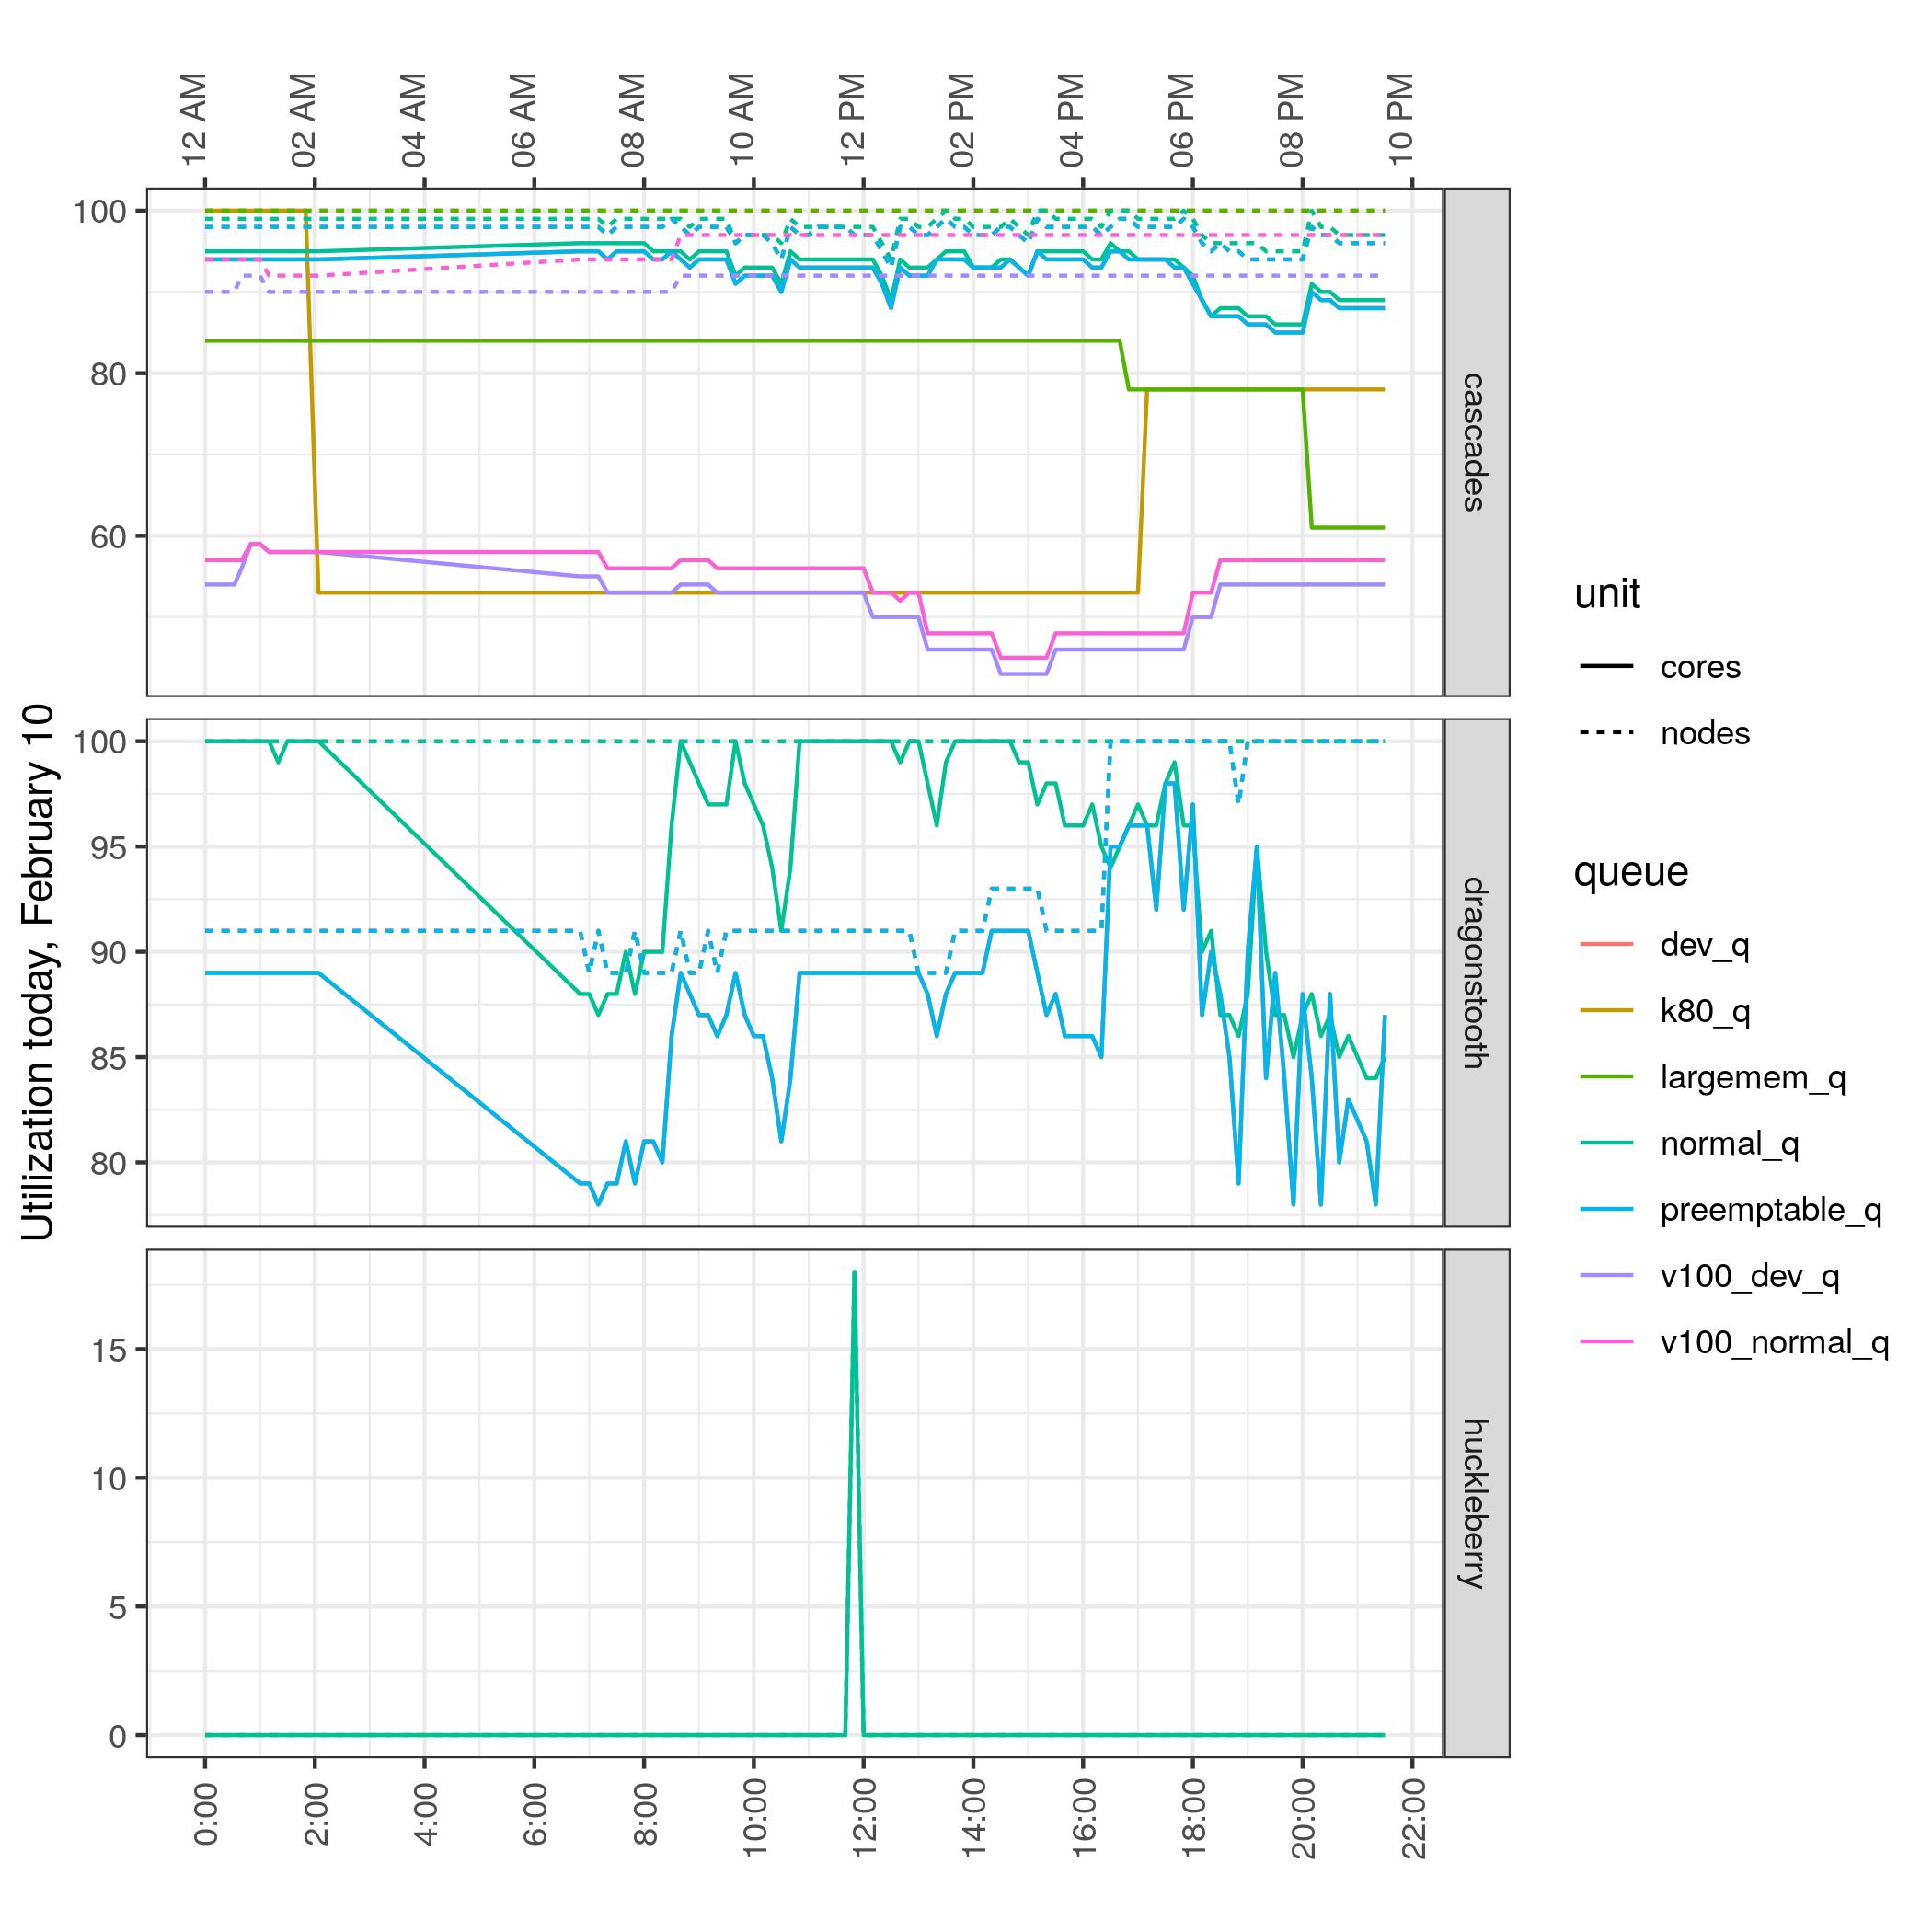 12 AM
02 AM
04 AM
06 AM
08 AM
10 AM
12 PM
02 PM
04 PM
06 PM
08 PM
10 PM
Utilization today, February 10
100
80
60
cascades
100
95
90
85
80
dragonstooth
15
10
5
0
huckleberry
0:00
2:00
4:00
6:00
8:00
10:00
12:00
14:00
16:00
18:00
20:00
22:00
unit
cores
nodes
queue
dev_q
k80_q
largemem_q
normal_q
preemptable_q
v100_dev_q
v100_normal_q